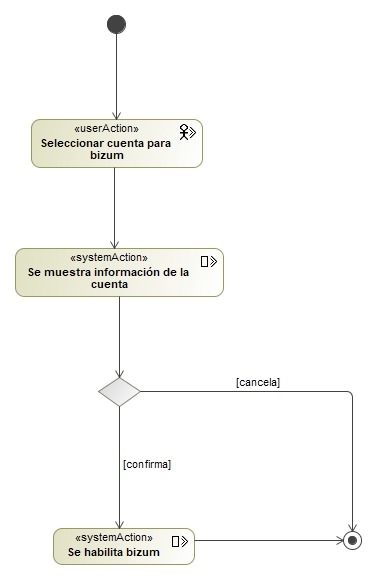 «userAction»
Seleccionar cuenta para
bizum
«systemAction»
Se muestra información de la
cuenta
[cancela]
[confirma]
«systemAction»
Se habilita bizum